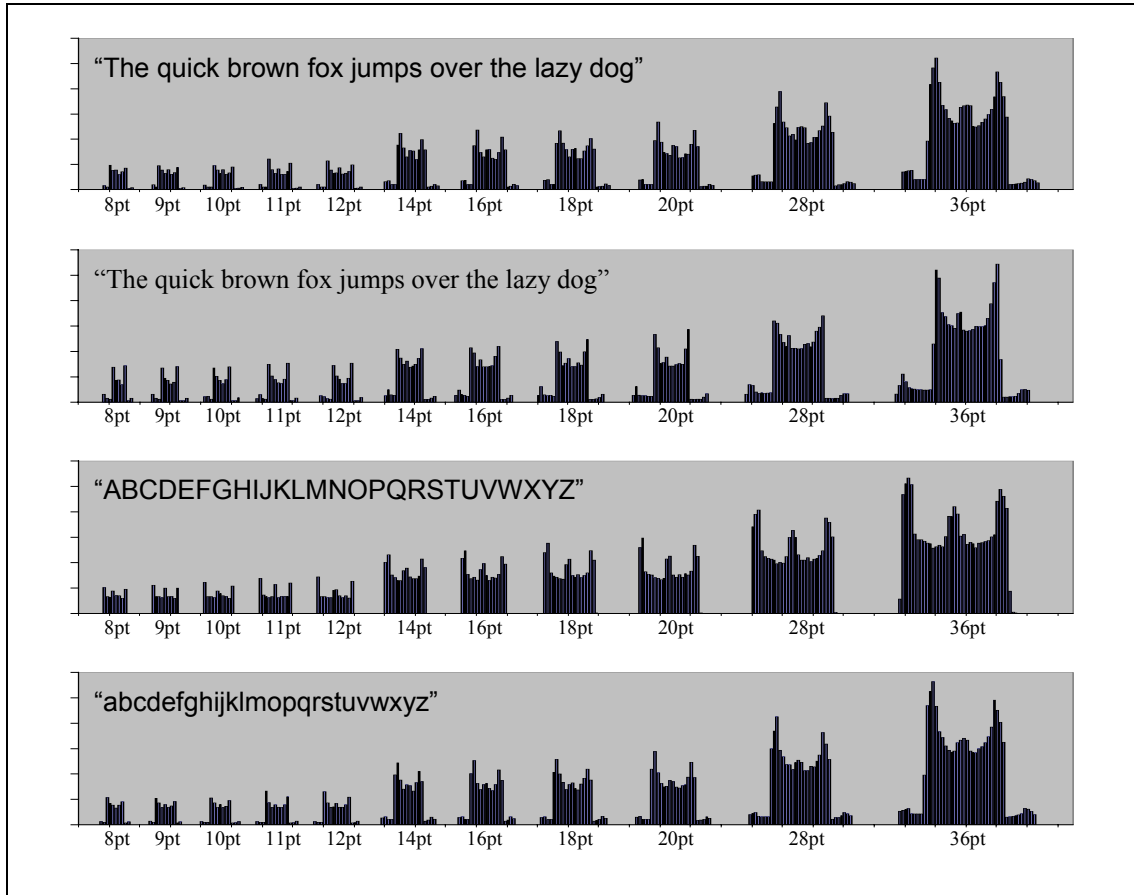 “The quick brown fox jumps over the lazy dog”
8pt 9pt 10pt 11pt 12pt 14pt 16pt 18pt 20pt 28pt 36pt
“The quick brown fox jumps over the lazy dog”
8pt 9pt 10pt 11pt 12pt 14pt 16pt 18pt 20pt 28pt 36pt
“ABCDEFGHIJKLMNOPQRSTUVWXYZ”
8pt 9pt 10pt 11pt 12pt 14pt 16pt 18pt 20pt 28pt 36pt
“abcdefghijklmopqrstuvwxyz”
8pt 9pt 10pt 11pt 12pt 14pt 16pt 18pt 20pt 28pt 36pt